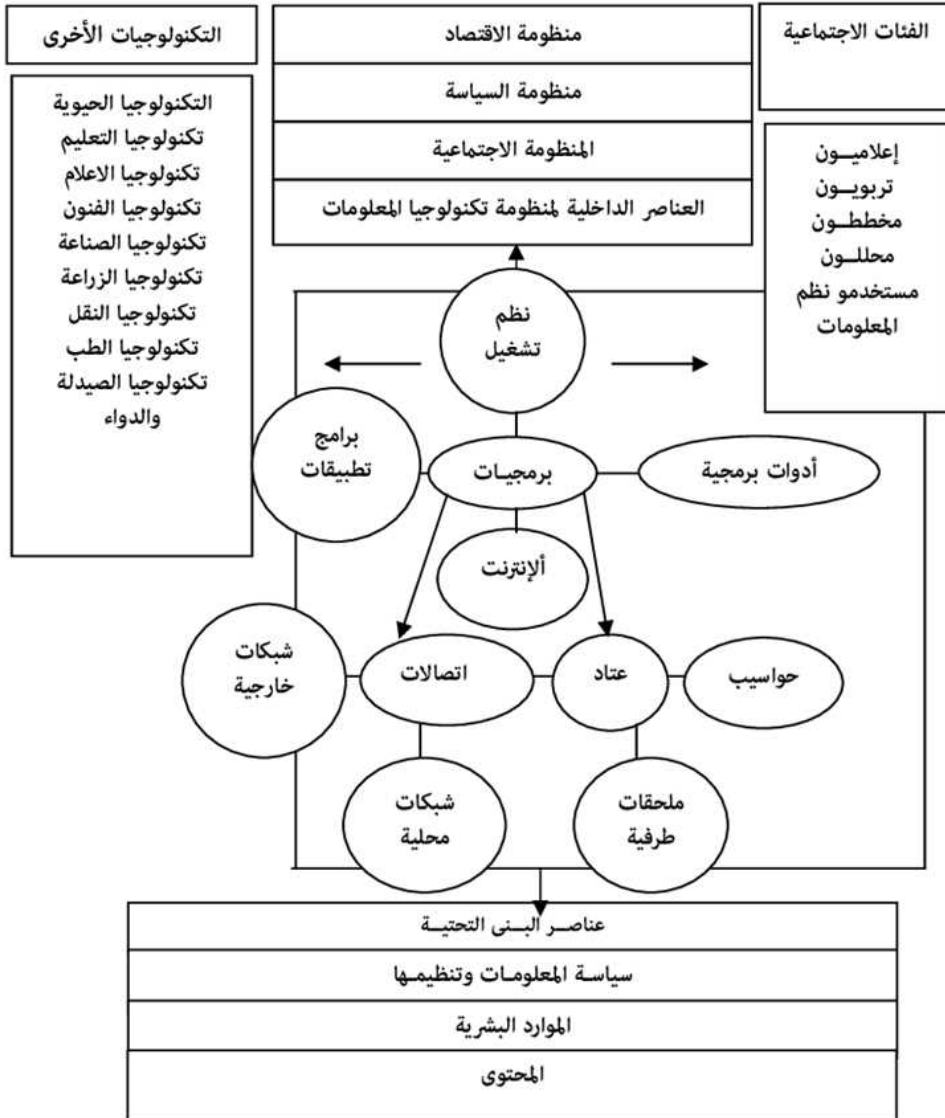 الفئات الاجتماعية
إعلاميــون
تربويــون
مخططــون
محللــون
مستخدمو نظم
المعلومات
منظومة الاقتصاد
منظومة السياسة
المنظومة الاجتماعية
العناصر الداخلية لمنظومة تكنولوجيا المعلومات
التكنولوجيات الأخرى
التكنولوجيا الحيوية
تكنولوجيا التعليم
تكنولوجيا الاعلام
تكنولوجيا الفنون
تكنولوجيا الصناعة
تكنولوجيا الزراعة
تكنولوجيا النقل
تكنولوجيا الطب
تكنولوجيا الصيدلة
والدواء
نظم
تشغيل
أدوات برمجية
برمجيـات
برامج
تطبيقات
ألإنترنت
حواسيب
عتاد
اتصالات
شبكات
خارجية
ملحقات
طرفية
شبكات
محلية
عناصـر البــنى التحتيــة
سياسة المعلومـات وتنظيمـها
الموارد البشرية
المحتوى